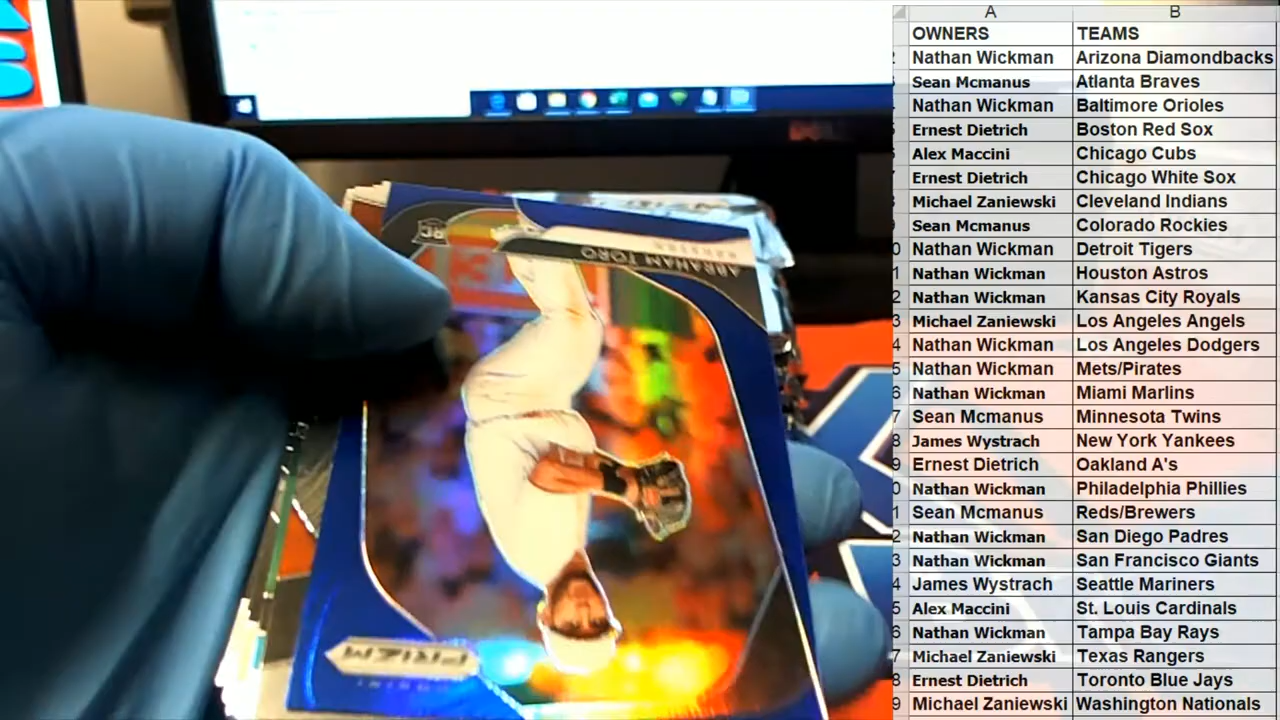 A B
OWNERS TEAMS
Nathan Wickman Arizona Diamondbacks
Sean Mcmanus Atlanta Braves
Nathan Wickman Baltimore Orioles
Ernest Dietrich Boston Red Sox
Alex Maccini Chicago Cubs
Ernest Dietrich Chicago White Sox
Michael Zaniewski Cleveland Indians
Sean Mcmanus Colorado Rockies
Nathan Wickman Detroit Tigers
Nathan Wickman Houston Astros
Nathan Wickman Kansas City Royals
Michael Zaniewski Los Angeles Angels
Nathan Wickman Los Angeles Dodgers
Nathan Wickman Mets/Pirates
Nathan Wickman Miami Marlins
Sean Mcmanus Minnesota Twins
James Wystrach New York Yankees
Ernest Dietrich Oakland A's
Nathan Wickman Philadelphia Phillies
Sean Mcmanus Reds/Brewers
Nathan Wickman San Diego Padres
Nathan Wickman San Francisco Giants
James Wystrach Seattle Mariners
Alex Maccini St. Louis Cardinals
Nathan Wickman Tampa Bay Rays
Michael Zaniewski Texas Rangers
Ernest Dietrich Toronto Blue Jays
Michael Zaniewski Washington Nationals
RC
ABRAHAM TORO
PANINI
PRIZM